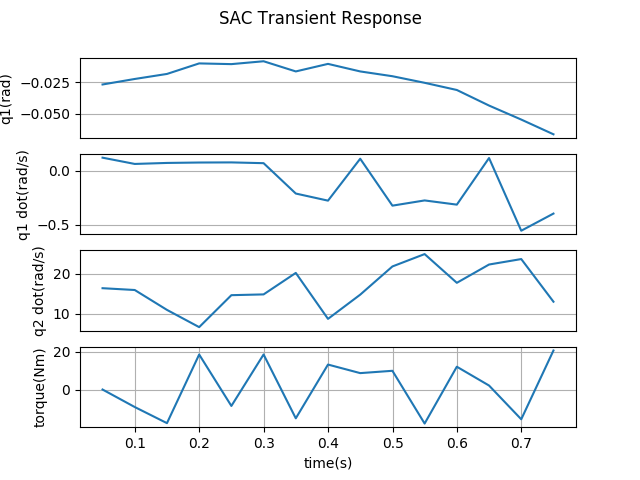 SAC Transient Response
q1(rad)
−0.025
−0.050
q1 dot(rad/s)
0.0
−0.5
q2 dot(rad/s)
20
10
torque(Nm)
20
0
0.1 0.2 0.3 0.4 0.5 0.6 0.7
time(s)